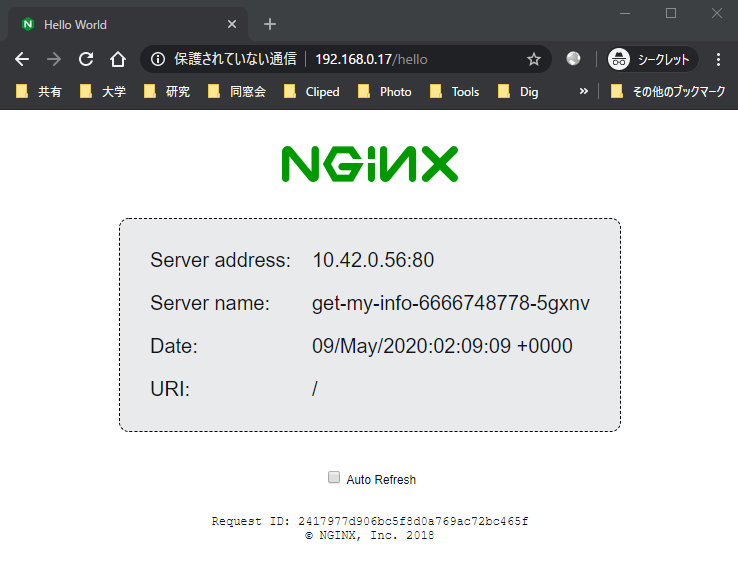 Hello World
保護されていない通信 192.168.0.17/hello シークレット
共有 大学 研究 同窓会 Cliped Photo Tools Dig » その他のブックマーク
NGINX
Server address: 10.42.0.56:80
Server name: get-my-info-6666748778-5gxnv
Date: 09/May/2020:02:09:09 +0000
URI: /
Auto Refresh
Request ID: 2417977d906bc5f8d0a769ac72bc465f
© NGINX, Inc. 2018